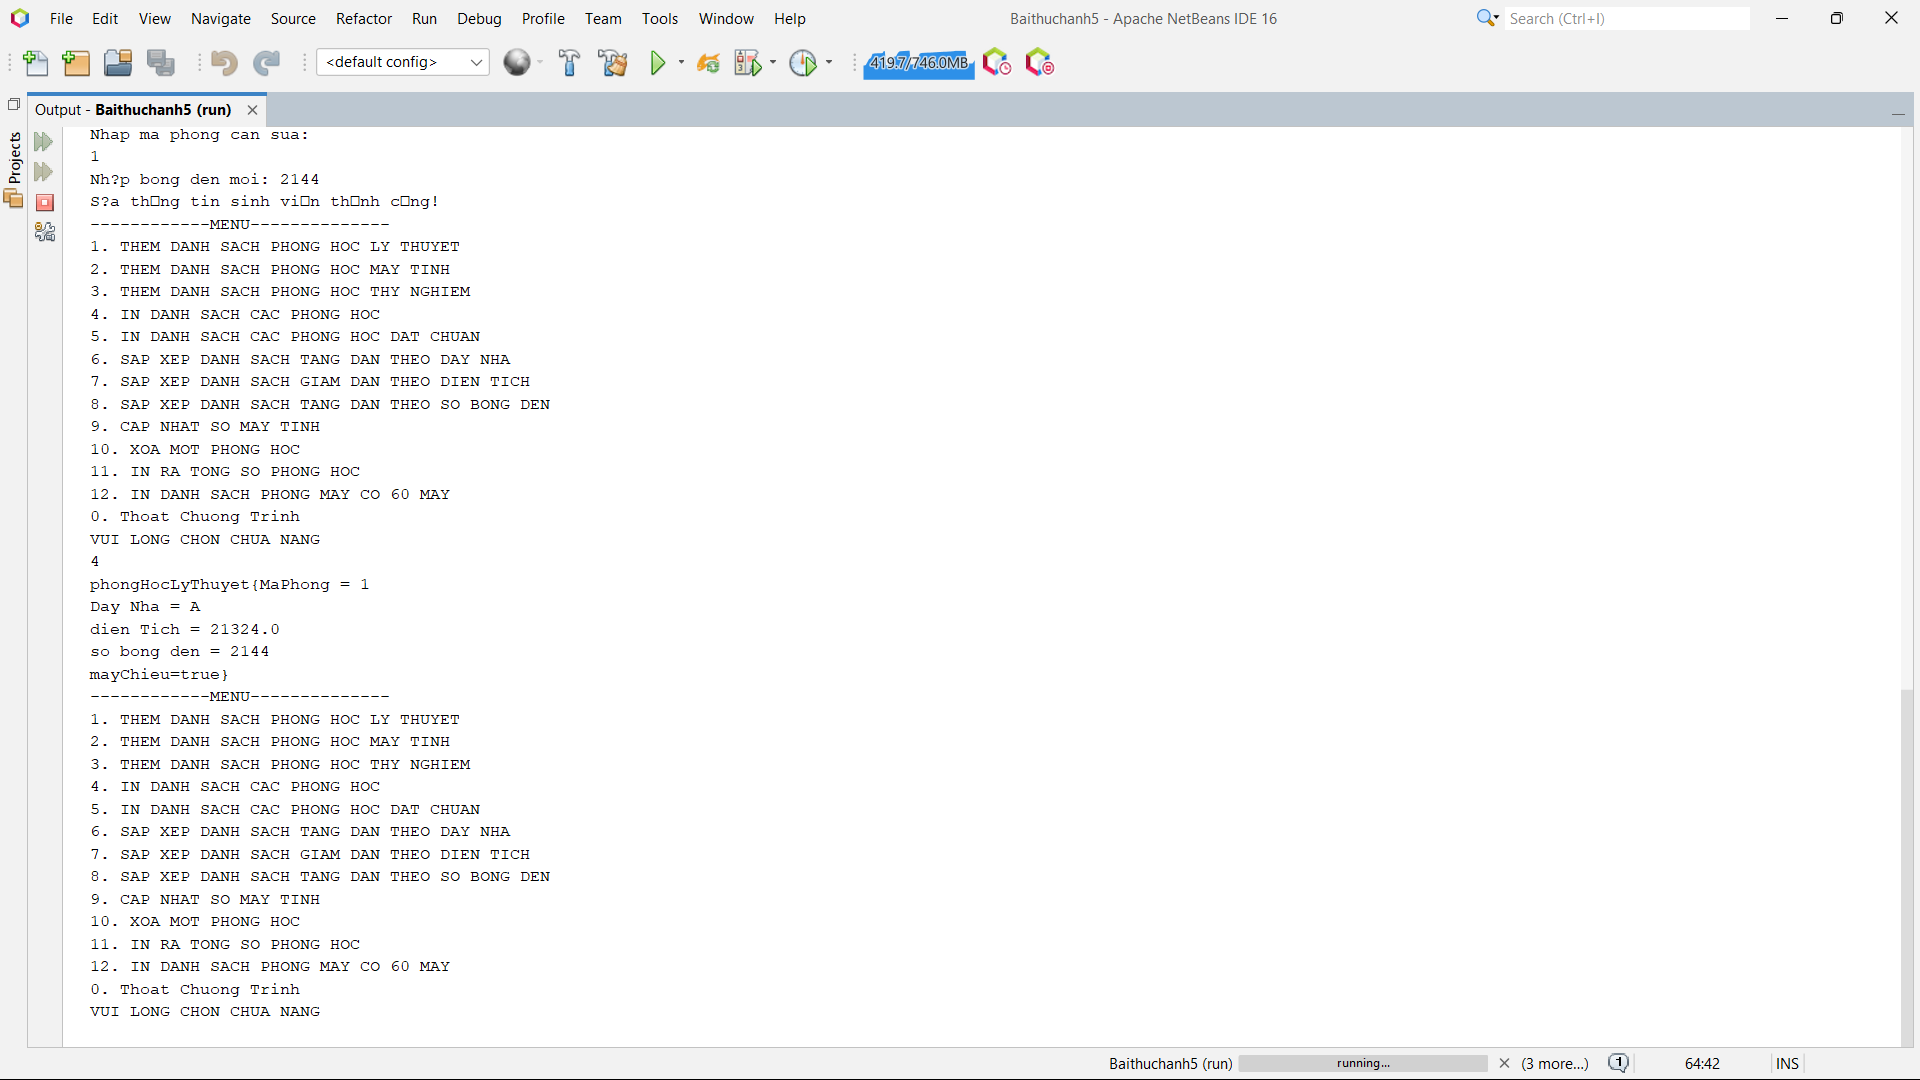 File Edit View Navigate Source Refactor Run Debug Profile Team Tools Window Help Baithuchanh5 - Apache NetBeans IDE 16 Search (Ctrl+I)
<default config> 419.7/746.0MB
Output - Baithuchanh5 (run)
Projects
Nhap ma phong can sua:
1
Nh?p bong den moi: 2144
S?a th□ng tin sinh vi□n th□nh c□ng!
------------MENU--------------
1. THEM DANH SACH PHONG HOC LY THUYET
2. THEM DANH SACH PHONG HOC MAY TINH
3. THEM DANH SACH PHONG HOC THY NGHIEM
4. IN DANH SACH CAC PHONG HOC
5. IN DANH SACH CAC PHONG HOC DAT CHUAN
6. SAP XEP DANH SACH TANG DAN THEO DAY NHA
7. SAP XEP DANH SACH GIAM DAN THEO DIEN TICH
8. SAP XEP DANH SACH TANG DAN THEO SO BONG DEN
9. CAP NHAT SO MAY TINH
10. XOA MOT PHONG HOC
11. IN RA TONG SO PHONG HOC
12. IN DANH SACH PHONG MAY CO 60 MAY
0. Thoat Chuong Trinh
VUI LONG CHON CHUA NANG
4
phongHocLyThuyet{MaPhong = 1
Day Nha = A
dien Tich = 21324.0
so bong den = 2144
mayChieu=true}
------------MENU--------------
1. THEM DANH SACH PHONG HOC LY THUYET
2. THEM DANH SACH PHONG HOC MAY TINH
3. THEM DANH SACH PHONG HOC THY NGHIEM
4. IN DANH SACH CAC PHONG HOC
5. IN DANH SACH CAC PHONG HOC DAT CHUAN
6. SAP XEP DANH SACH TANG DAN THEO DAY NHA
7. SAP XEP DANH SACH GIAM DAN THEO DIEN TICH
8. SAP XEP DANH SACH TANG DAN THEO SO BONG DEN
9. CAP NHAT SO MAY TINH
10. XOA MOT PHONG HOC
11. IN RA TONG SO PHONG HOC
12. IN DANH SACH PHONG MAY CO 60 MAY
0. Thoat Chuong Trinh
VUI LONG CHON CHUA NANG
Baithuchanh5 (run) running... (3 more...) 1 64:42 INS